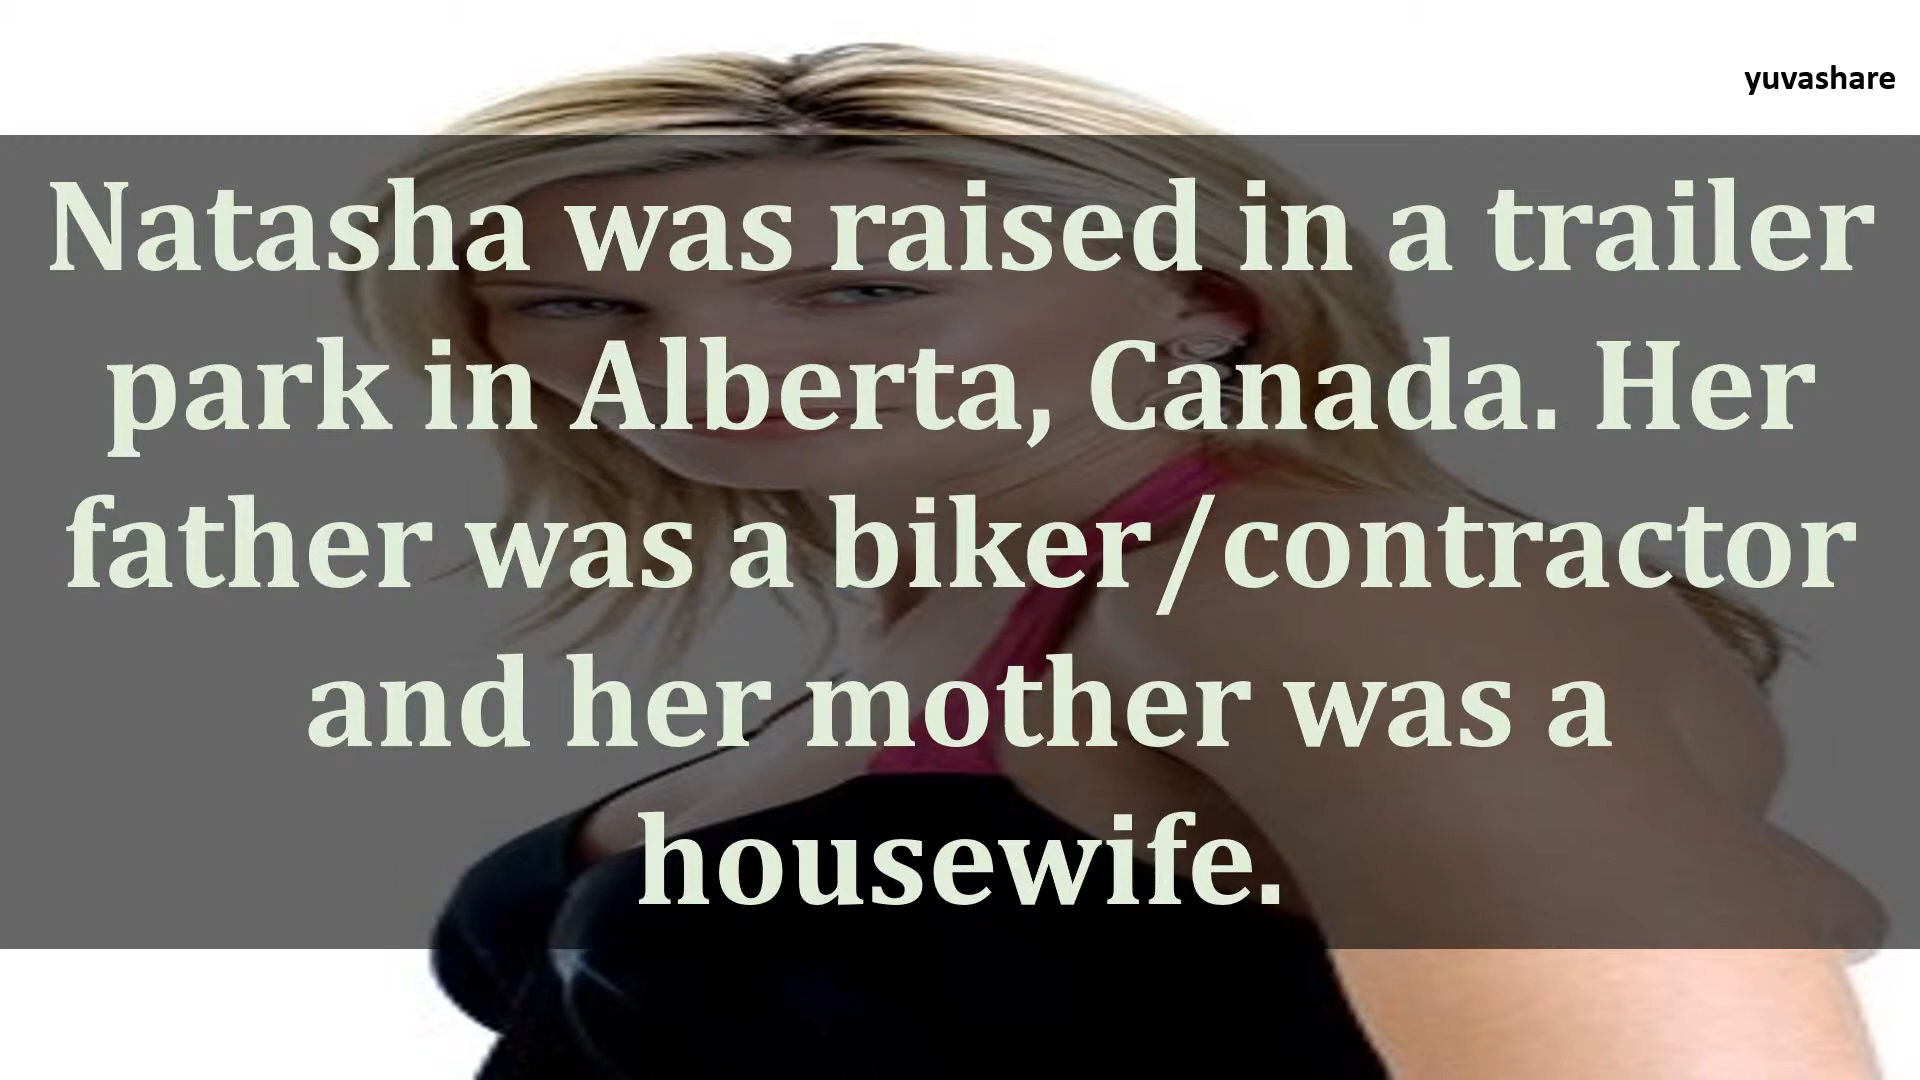 yuvashare
Natasha was raised in a trailer
park in Alberta, Canada. Her
father was a biker/contractor
and her mother was a
housewife.